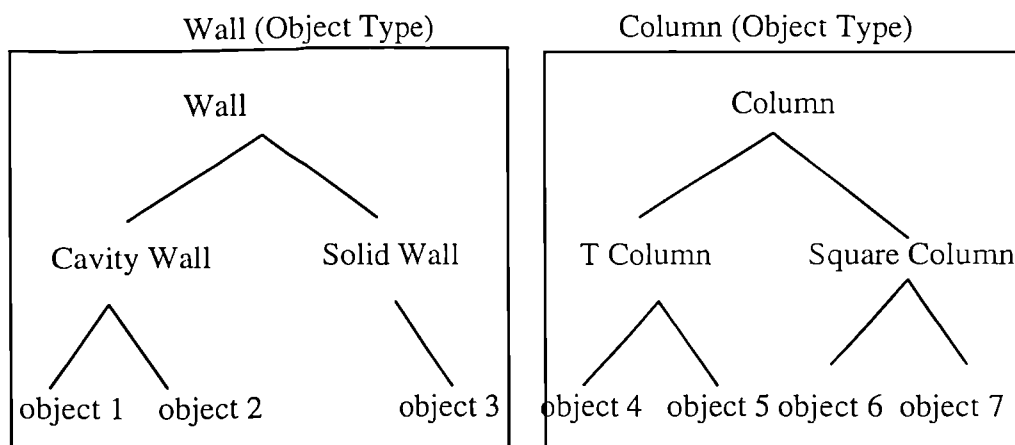 Wall (Object Type)
Column (Object Type)
Wall
Column
Cavity Wall
Solid Wall
T Column
Square Column
object 1
object 2
object 3
object 4
object 5
object 6
object 7